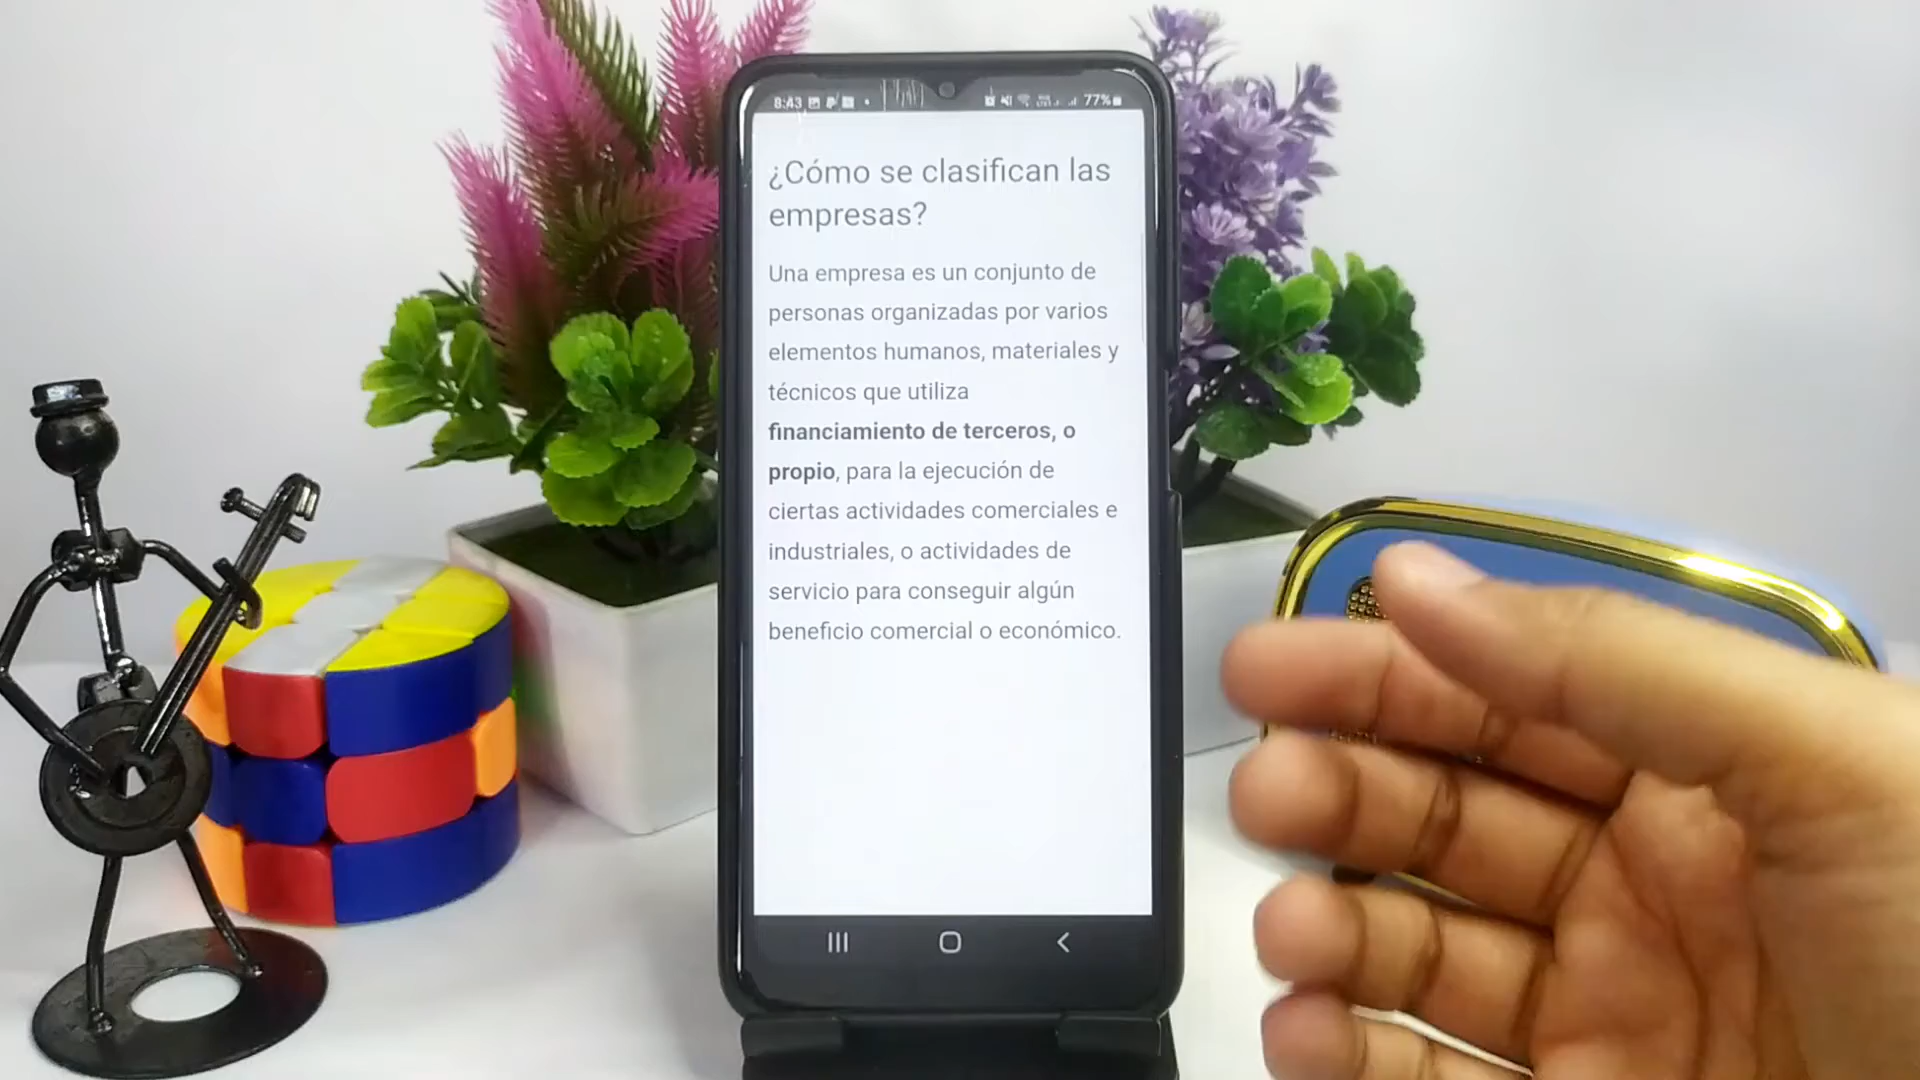 8:43
77%
¿Cómo se clasifican las
empresas?
Una empresa es un conjunto de
personas organizadas por varios
elementos humanos, materiales y
técnicos que utiliza
financiamiento de terceros, o
propio, para la ejecución de
ciertas actividades comerciales e
industriales, o actividades de
servicio para conseguir algún
beneficio comercial o económico.